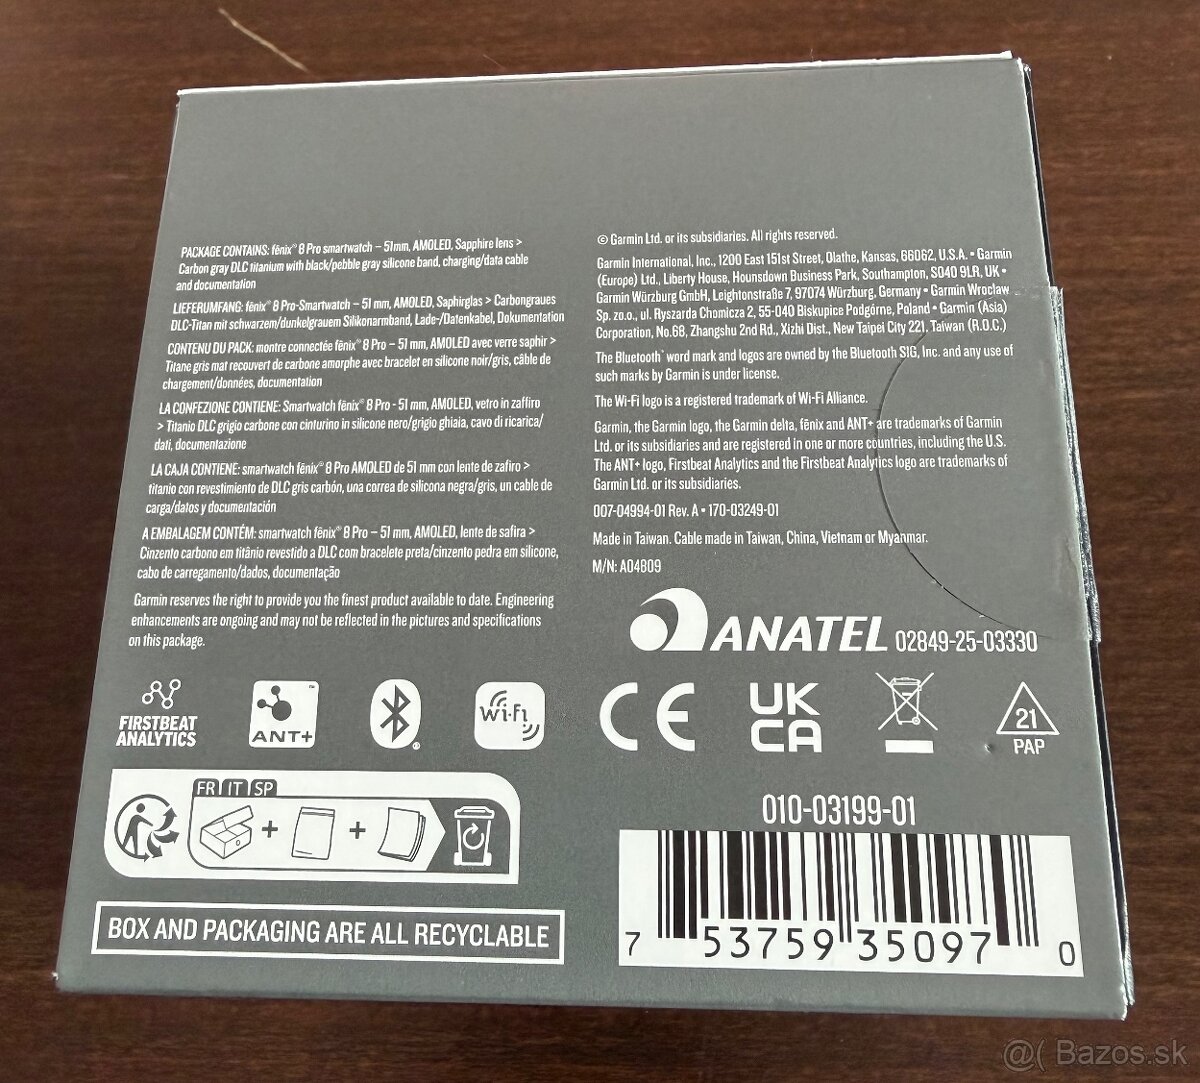 PACKAGE CONTAINS: fēnix® 8 Pro smartwatch – 51mm, AMOLED, Sapphire lens >
Carbon gray DLC titanium with black/pebble gray silicone band, charging/data cable
and documentation
LIEFERUMFANG: fēnix® 8 Pro-Smartwatch – 51 mm, AMOLED, Saphirglas > Carbongraues
DLC-Titan mit schwarzem/dunkelgrauem Silikonarmband, Lade-/Datenkabel, Dokumentation
CONTENU DU PACK: montre connectée fēnix® 8 Pro – 51 mm, AMOLED avec verre saphir >
Titane gris mat recouvert de carbone amorphe avec bracelet en silicone noir/gris, câble de
chargement/données, documentation
LA CONFEZIONE CONTIENE: Smartwatch fēnix® 8 Pro - 51 mm, AMOLED, vetro in zaffiro
> Titanio DLC grigio carbone con cinturino in silicone nero/grigio ghiaia, cavo di ricarica/
dati, documentazione
LA CAJA CONTIENE: smartwatch fēnix® 8 Pro AMOLED de 51 mm con lente de zafiro >
titanio con revestimiento de DLC gris carbón, una correa de silicona negra/gris, un cable de
carga/datos y documentación
A EMBALAGEM CONTÉM: smartwatch fēnix® 8 Pro – 51 mm, AMOLED, lente de safira >
Cinzento carbono em titânio revestido a DLC com bracelete preta/cinzento pedra em silicone,
cabo de carregamento/dados, documentação
Garmin reserves the right to provide you the finest product available to date. Engineering
enhancements are ongoing and may not be reflected in the pictures and specifications
on this package.
© Garmin Ltd. or its subsidiaries. All rights reserved.
Garmin International, Inc., 1200 East 151st Street, Olathe, Kansas, 66062, U.S.A. • Garmin
(Europe) Ltd., Liberty House, Hounsdown Business Park, Southampton, SO40 9LR, UK •
Garmin Würzburg GmbH, Leightonstraße 7, 97074 Würzburg, Germany • Garmin Wrocław
Sp. zo.o., ul. Ryszarda Chomicza 2, 55-040 Biskupice Podgórne, Poland • Garmin (Asia)
Corporation, No.68, Zhangshu 2nd Rd., Xizhi Dist., New Taipei City 221, Taiwan (R.O.C.)
The Bluetooth® word mark and logos are owned by the Bluetooth SIG, Inc. and any use of
such marks by Garmin is under license.
The Wi-Fi logo is a registered trademark of Wi-Fi Alliance.
Garmin, the Garmin logo, the Garmin delta, fēnix and ANT+ are trademarks of Garmin
Ltd. or its subsidiaries and are registered in one or more countries, including the U.S.
The ANT+ logo, Firstbeat Analytics and the Firstbeat Analytics logo are trademarks of
Garmin Ltd. or its subsidiaries.
007-04994-01 Rev. A • 170-03249-01
Made in Taiwan. Cable made in Taiwan, China, Vietnam or Myanmar.
M/N: A04809
ANATEL 02849-25-03330
FIRSTBEAT
ANALYTICS
ANT+™
Wi-Fi
CE
UK
CA
21
PAP
FR IT SP
BOX AND PACKAGING ARE ALL RECYCLABLE
010-03199-01
7 53759 35097 0
@( Bazos.sk